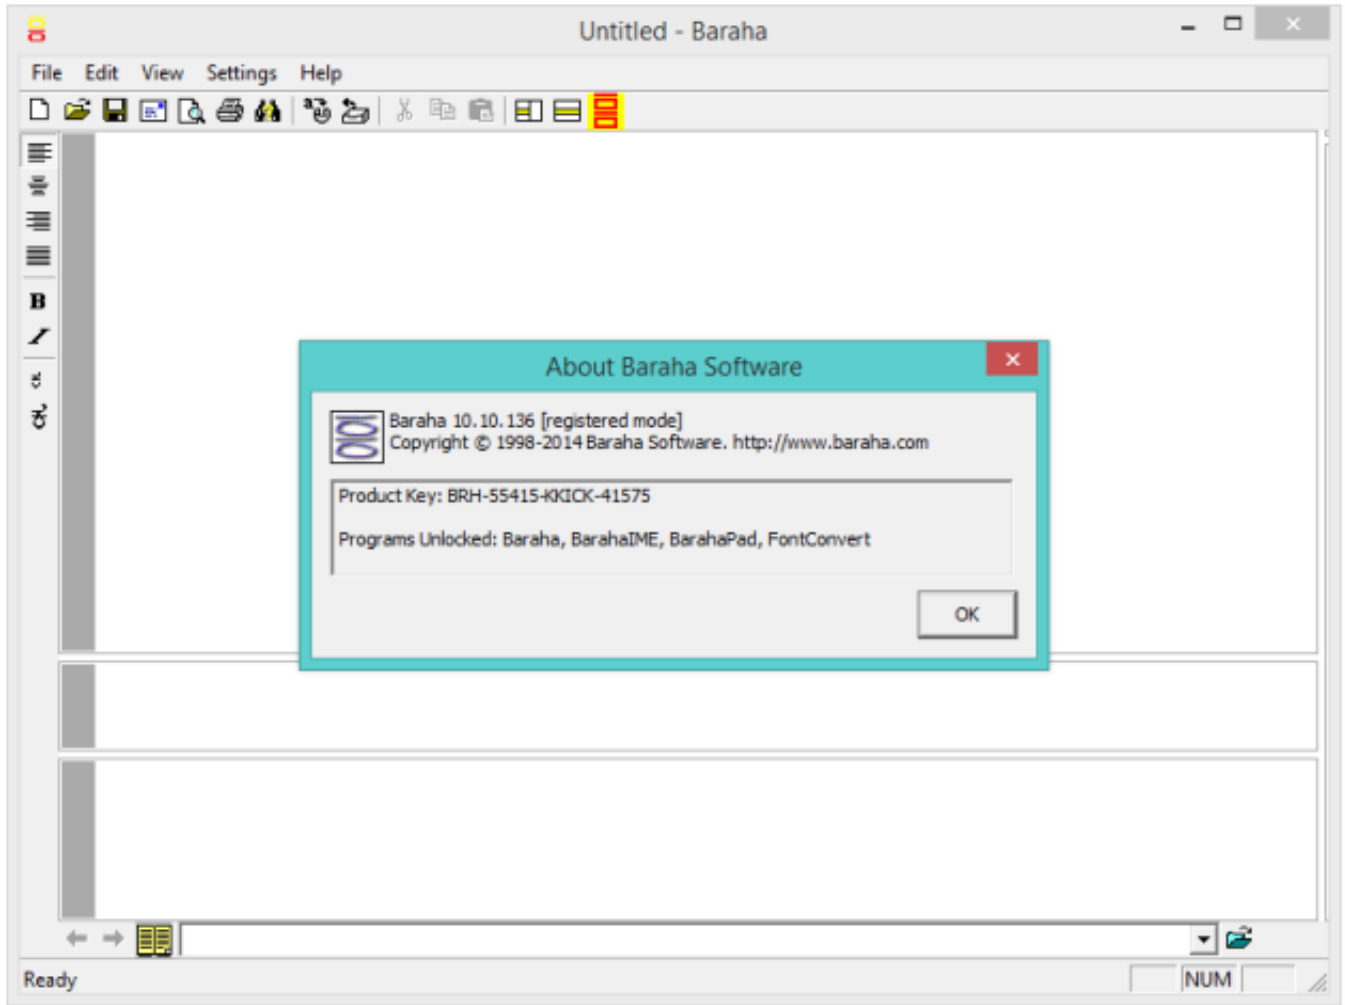 Untitled - Baraha
File Edit View Settings Help
B
I
About Baraha Software
Baraha 10.10.136 [registered mode]
Copyright © 1998-2014 Baraha Software. http://www.baraha.com
Product Key: BRH-55415-KKICK-41575
Programs Unlocked: Baraha, BarahaIME, BarahaPad, FontConvert
OK
Ready NUM